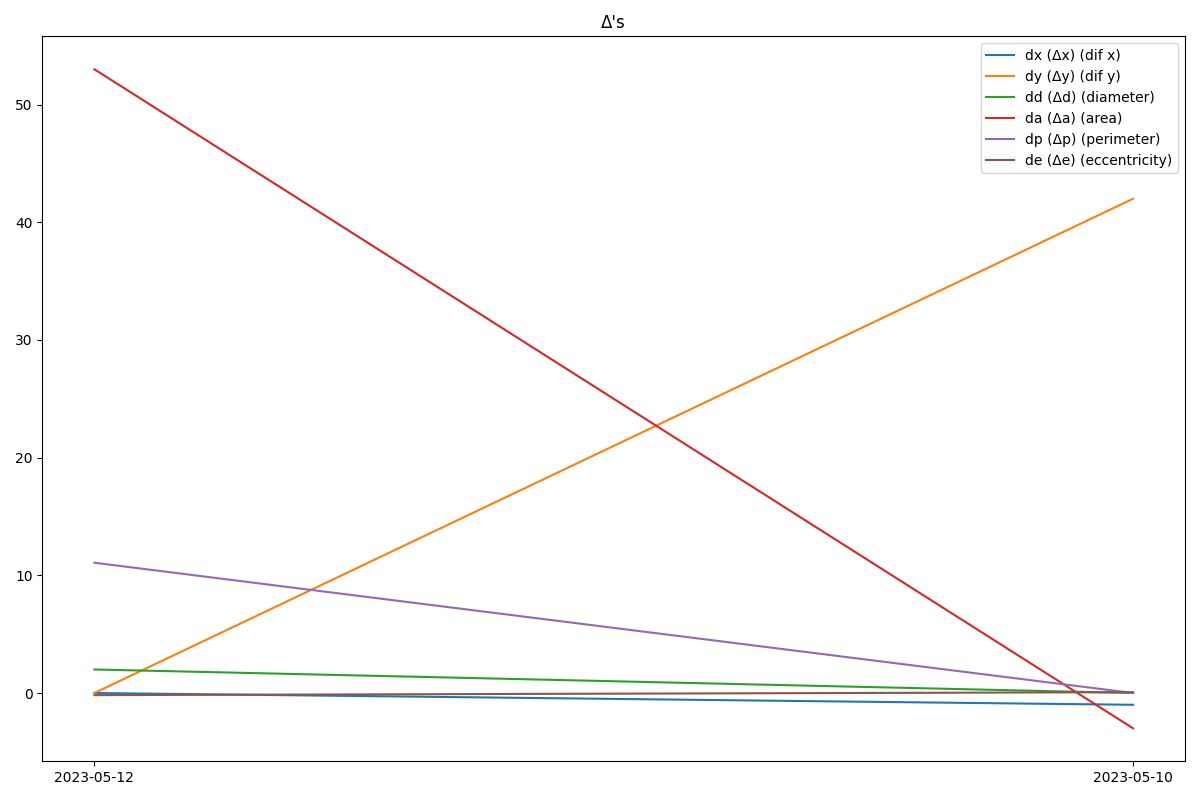 Δ's
dx (Δx) (dif x)
dy (Δy) (dif y)
dd (Δd) (diameter)
da (Δa) (area)
dp (Δp) (perimeter)
de (Δe) (eccentricity)
50
40
30
20
10
0
2023-05-12
2023-05-10